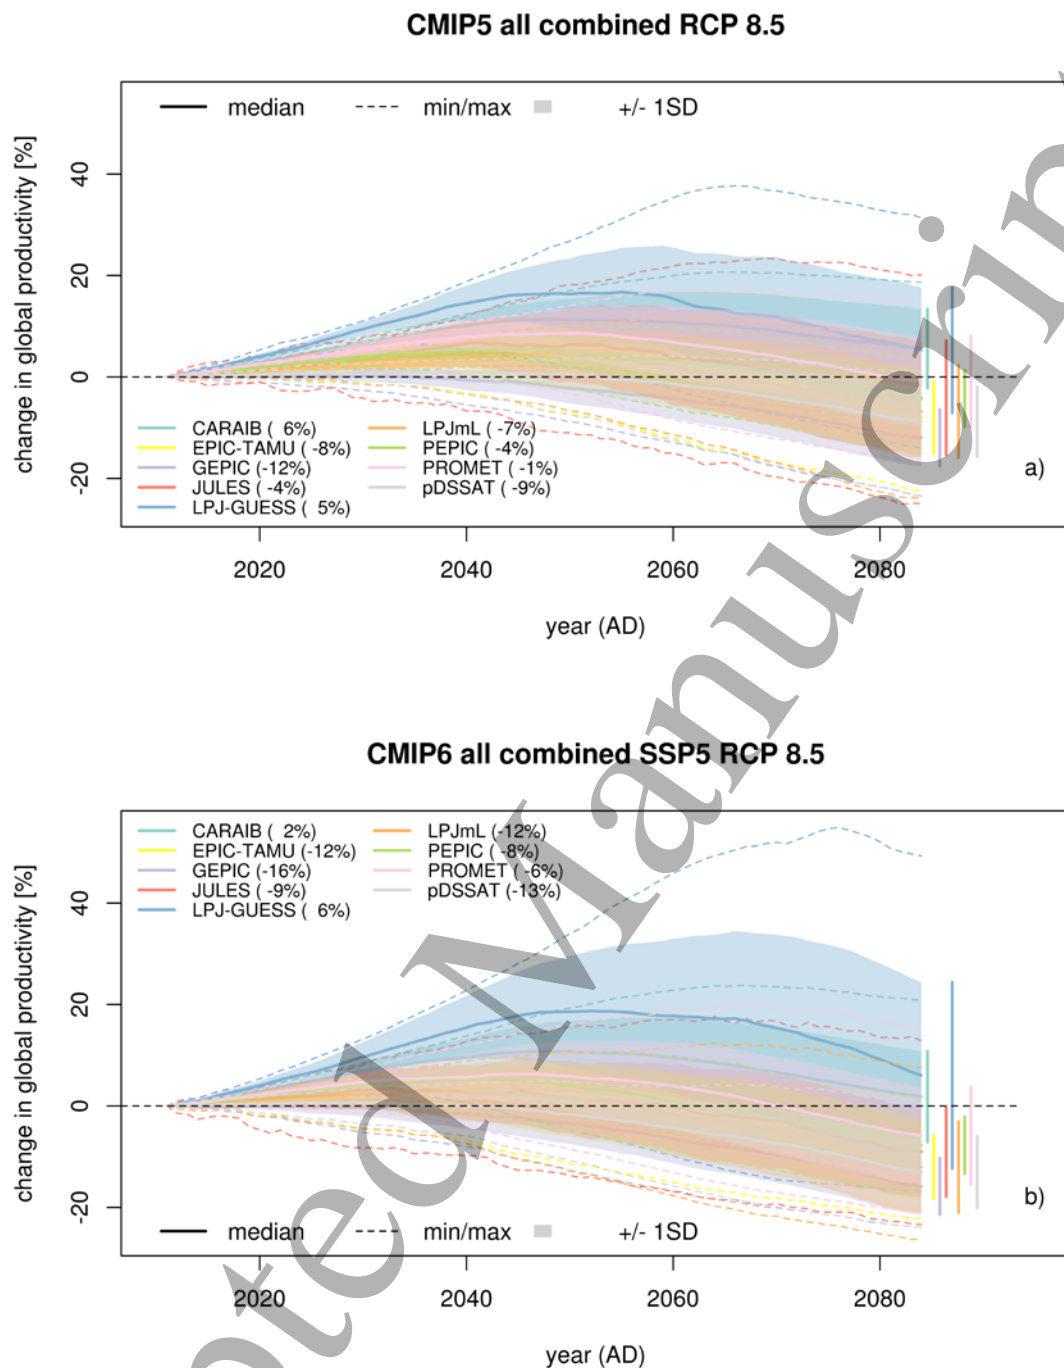 CMIP5 all combined RCP 8.5
change in global productivity [%]
median min/max +/- 1SD
40
20
0
-20
CARAIB ( 6%) LPJmL ( -7%)
EPIC-TAMU ( -8%) PEPIC ( -4%)
GEPIC (-12%) PROMET ( -1%)
JULES ( -4%) pDSSAT ( -9%)
LPJ-GUESS ( 5%)
a)
2020 2040 2060 2080
year (AD)
CMIP6 all combined SSP5 RCP 8.5
change in global productivity [%]
CARAIB ( 2%) LPJmL (-12%)
EPIC-TAMU (-12%) PEPIC ( -8%)
GEPIC (-16%) PROMET ( -6%)
JULES ( -9%) pDSSAT (-13%)
LPJ-GUESS ( 6%)
40
20
0
-20
b)
median min/max +/- 1SD
2020 2040 2060 2080
year (AD)
pted Manuscrip